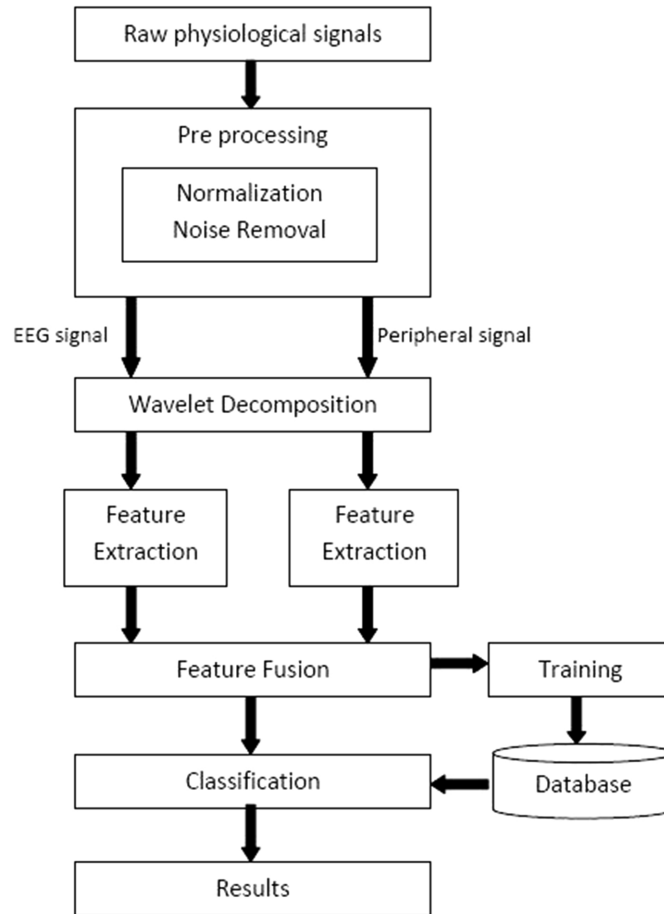 Raw physiological signals
Pre processing
Normalization
Noise Removal
EEG signal
Peripheral signal
Wavelet Decomposition
Feature
Extraction
Feature
Extraction
Feature Fusion
Training
Classification
Database
Results